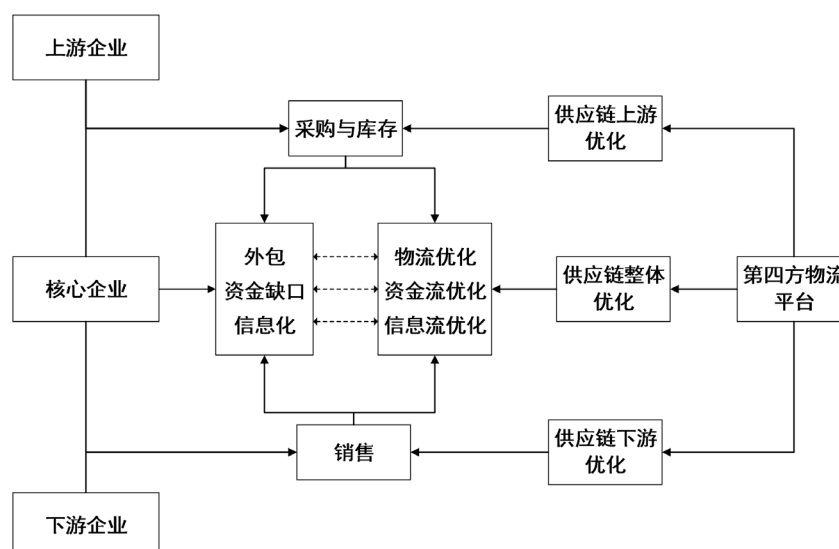 上游企业
采购与库存
供应链上游
优化
外包
资金缺口
信息化
物流优化
资金流优化
信息流优化
核心企业
供应链整体
优化
第四方物流
平台
销售
供应链下游
优化
下游企业